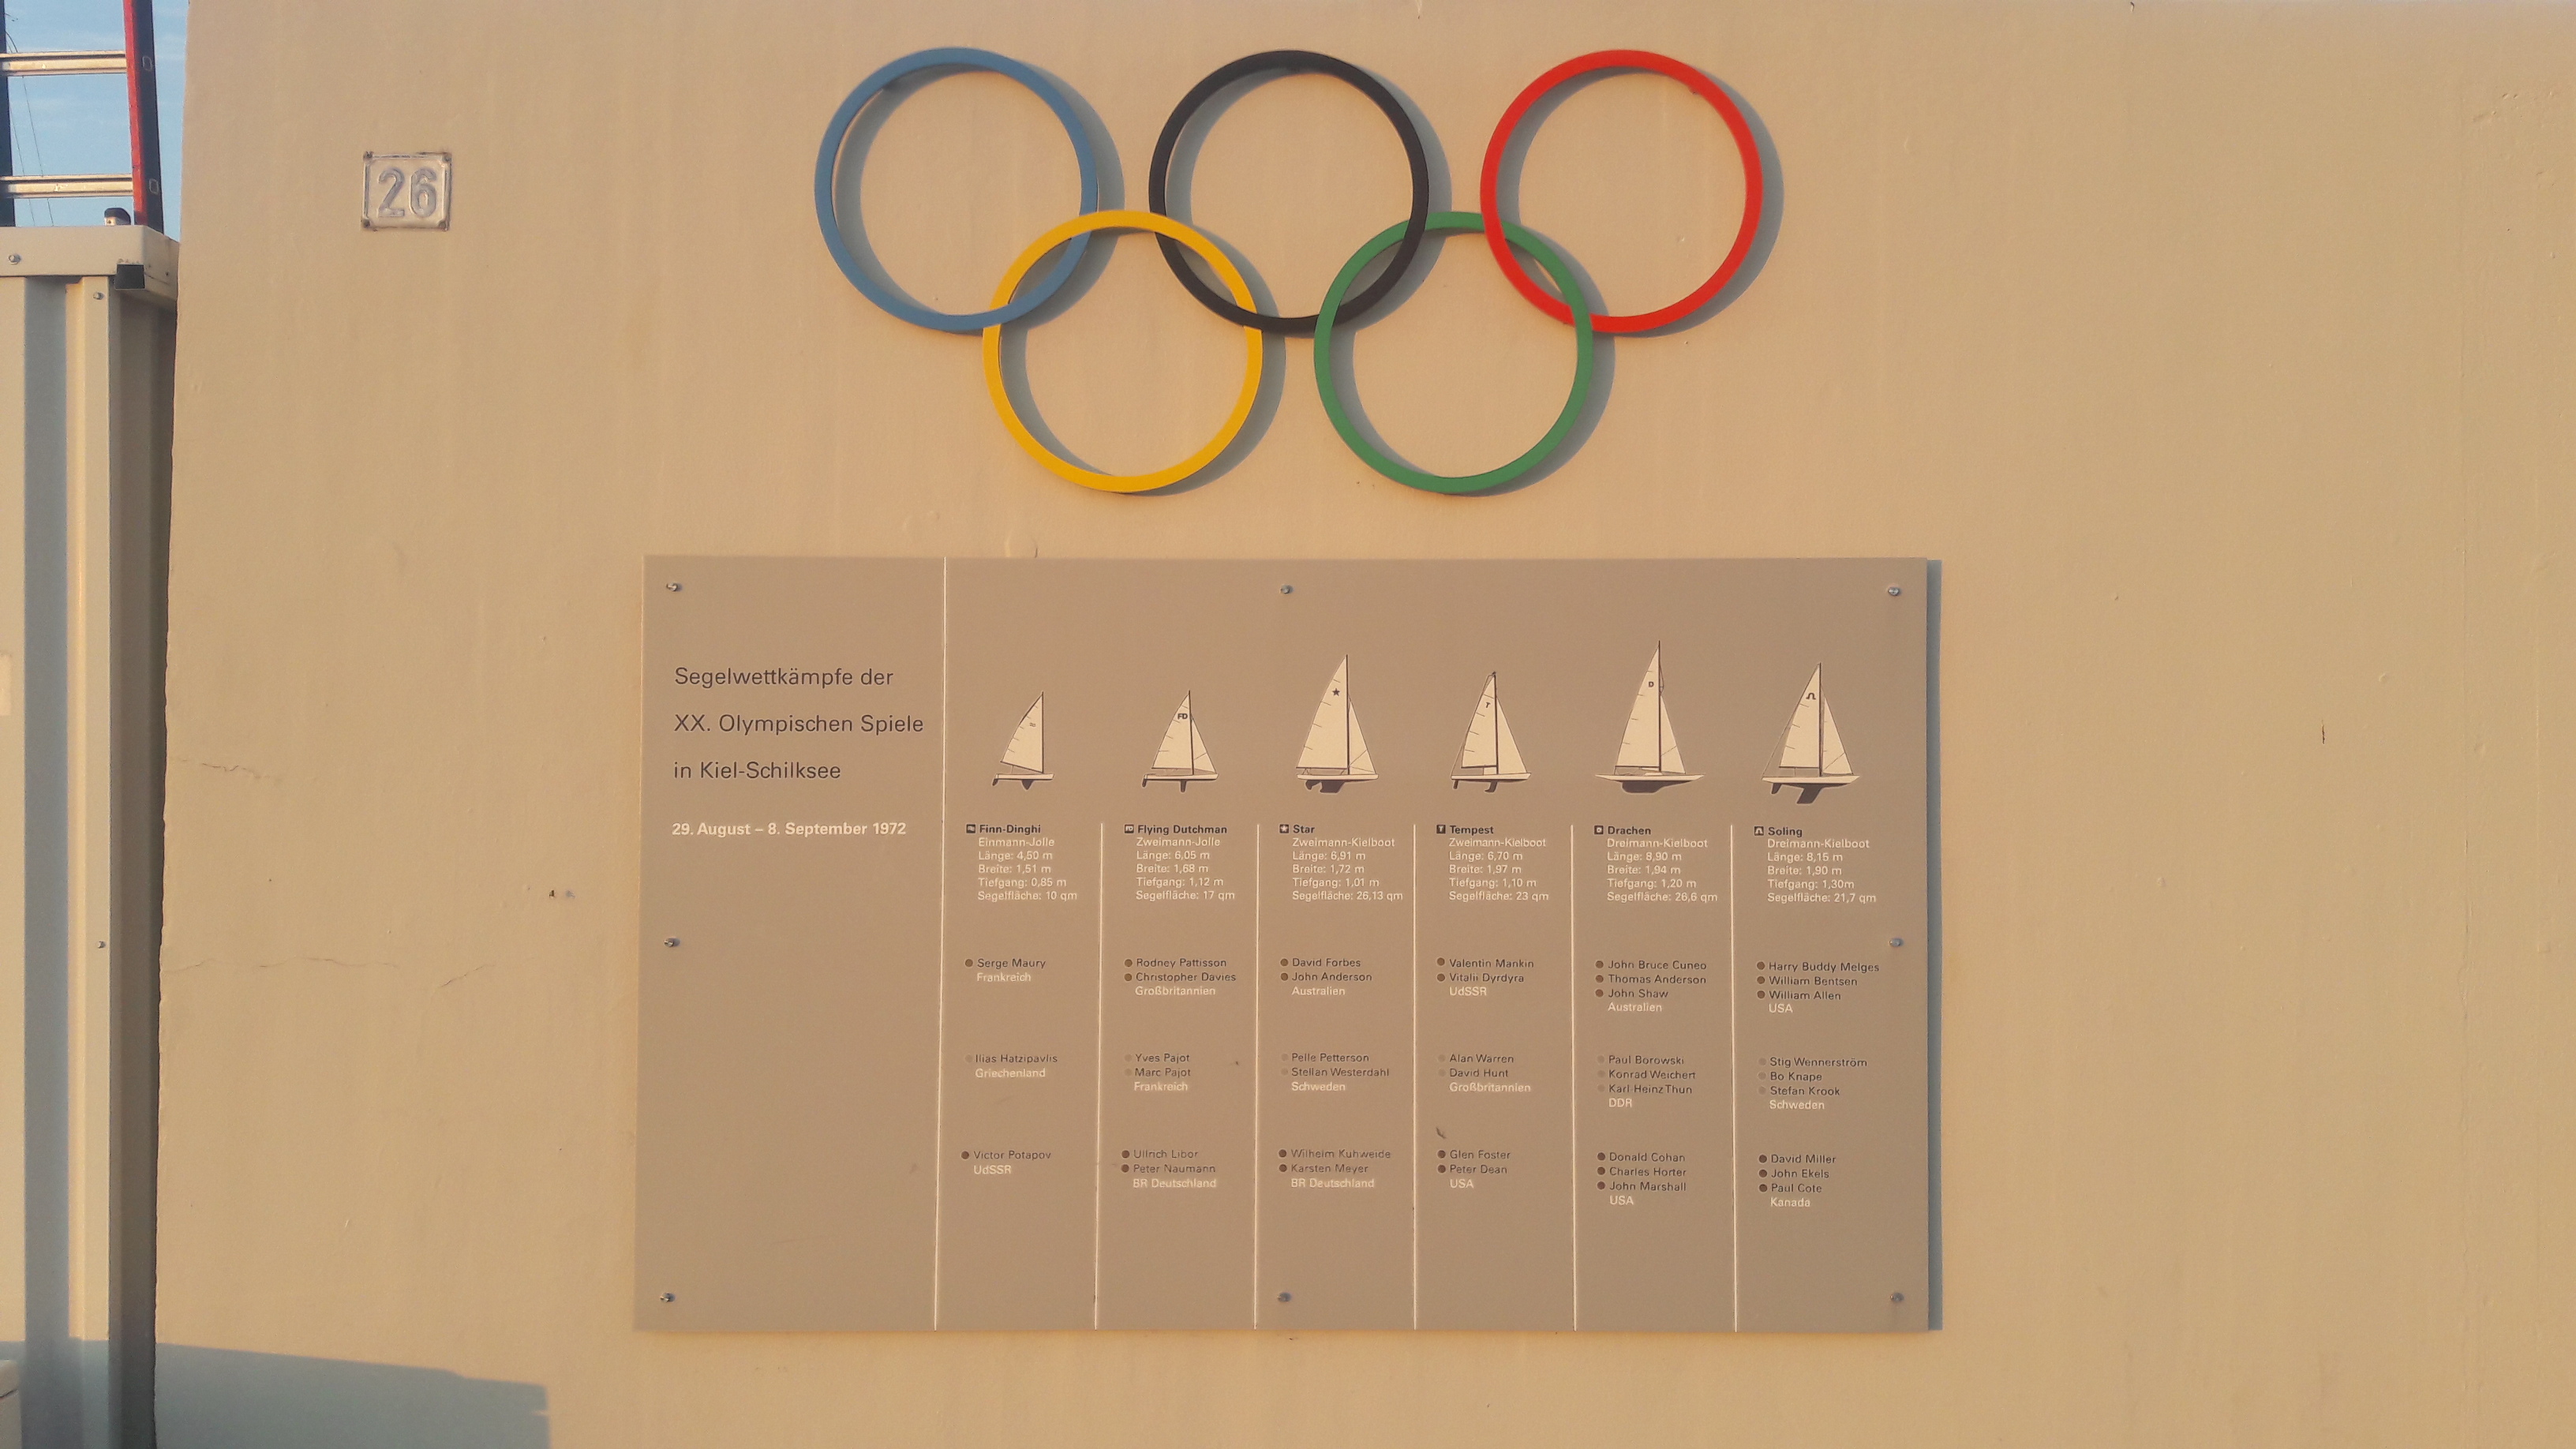 26
Segelwettkämpfe der
XX. Olympischen Spiele
in Kiel-Schilksee
29. August – 8. September 1972
Finn-Dinghi
Einmann-Jolle
Länge: 4,50 m
Breite: 1,51 m
Tiefgang: 0,85 m
Segelfläche: 10 qm
Serge Maury
Frankreich
Ilias Hatzipavlis
Griechenland
Victor Potapov
UdSSR
FD
Flying Dutchman
Zweimann-Jolle
Länge: 6,05 m
Breite: 1,68 m
Tiefgang: 1,12 m
Segelfläche: 17 qm
Rodney Pattisson
Christopher Davies
Großbritannien
Yves Pajot
Marc Pajot
Frankreich
Ullrich Libor
Peter Naumann
BR Deutschland
Star
Zweimann-Kielboot
Länge: 6,91 m
Breite: 1,72 m
Tiefgang: 1,01 m
Segelfläche: 26,13 qm
David Forbes
John Anderson
Australien
Pelle Petterson
Stellan Westerdahl
Schweden
Wilhelm Kuhweide
Karsten Meyer
BR Deutschland
T
Tempest
Zweimann-Kielboot
Länge: 6,70 m
Breite: 1,97 m
Tiefgang: 1,10 m
Segelfläche: 23 qm
Valentin Mankin
Vitalii Dyrdyra
UdSSR
Alan Warren
David Hunt
Großbritannien
Glen Foster
Peter Dean
USA
D
Drachen
Dreimann-Kielboot
Länge: 8,90 m
Breite: 1,94 m
Tiefgang: 1,20 m
Segelfläche: 26,6 qm
John Bruce Cuneo
Thomas Anderson
John Shaw
Australien
Paul Borowski
Konrad Weichert
Karl-Heinz Thun
DDR
Donald Cohan
Charles Horter
John Marshall
USA
Ω
Soling
Dreimann-Kielboot
Länge: 8,15 m
Breite: 1,90 m
Tiefgang: 1,30m
Segelfläche: 21,7 qm
Harry Buddy Melges
William Bentsen
William Allen
USA
Stig Wennerström
Bo Knape
Stefan Krook
Schweden
David Miller
John Ekels
Paul Cote
Kanada